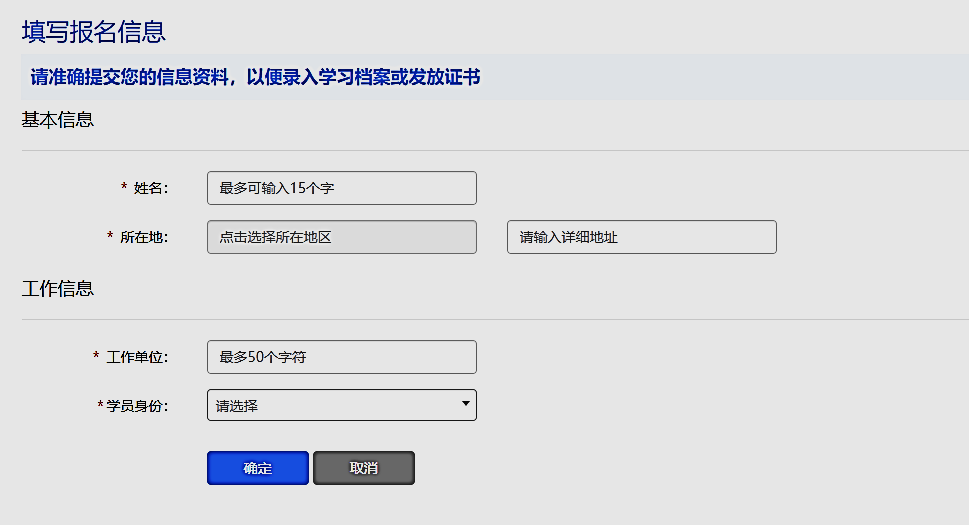 填写报名信息
请准确提交您的信息资料，以便录入学习档案或发放证书
基本信息
* 姓名： 最多可输入15个字
* 所在地： 点击选择所在地区 请输入详细地址
工作信息
* 工作单位： 最多50个字符
*学员身份： 请选择
确定 取消